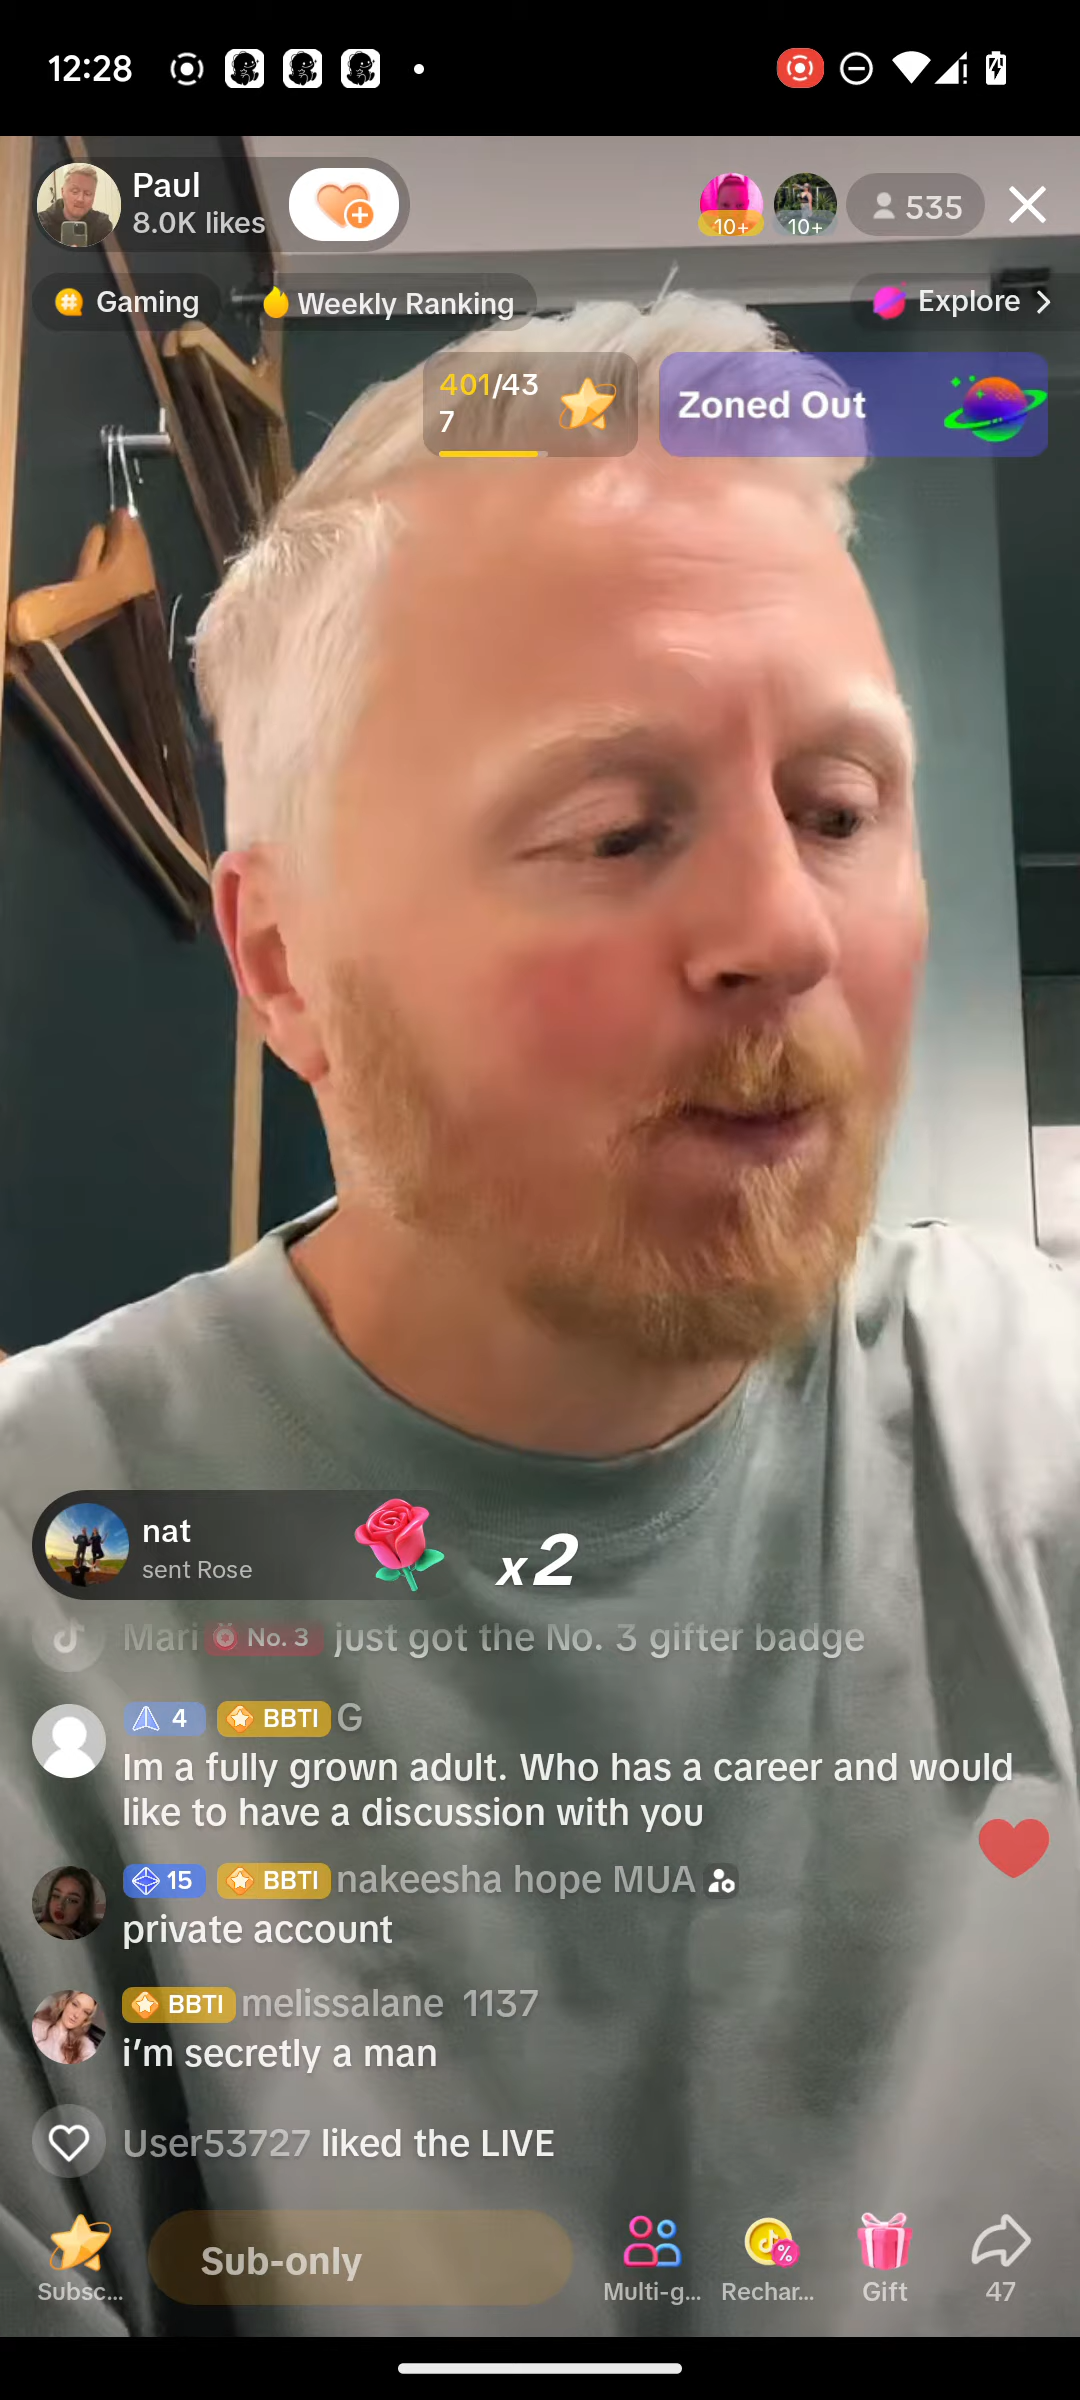 12:28
Paul
8.0K likes
10+
10+
535
Gaming
Weekly Ranking
Explore
401/43
7
Zoned Out
nat
sent Rose
x2
Mari No. 3 just got the No. 3 gifter badge
4 BBTI G
Im a fully grown adult. Who has a career and would
like to have a discussion with you
15 BBTI nakeesha hope MUA
private account
BBTI melissalane 1137
i'm secretly a man
User53727 liked the LIVE
Sub-only
Subsc...
Multi-g...
Rechar...
Gift
47